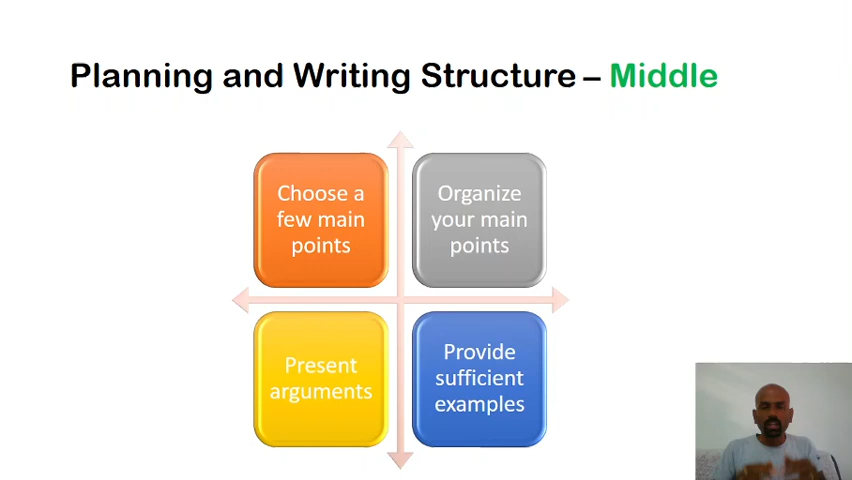 Planning and Writing Structure – Middle
Choose a
few main
points
Organize
your main
points
Present
arguments
Provide
sufficient
examples